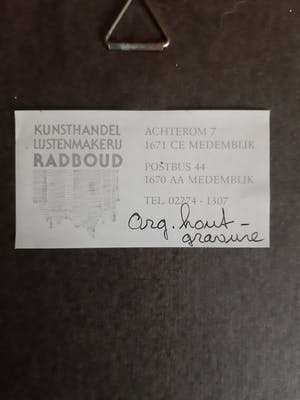 KUNSTHANDEL
LIJSTENMAKERIJ
RADBOUD
ACHTEROM 7
1671 CE MEDEMBLIK
POSTBUS 44
1670 AA MEDEMBLIK
TEL. 02274 - 1307
Org. hout -
gravure